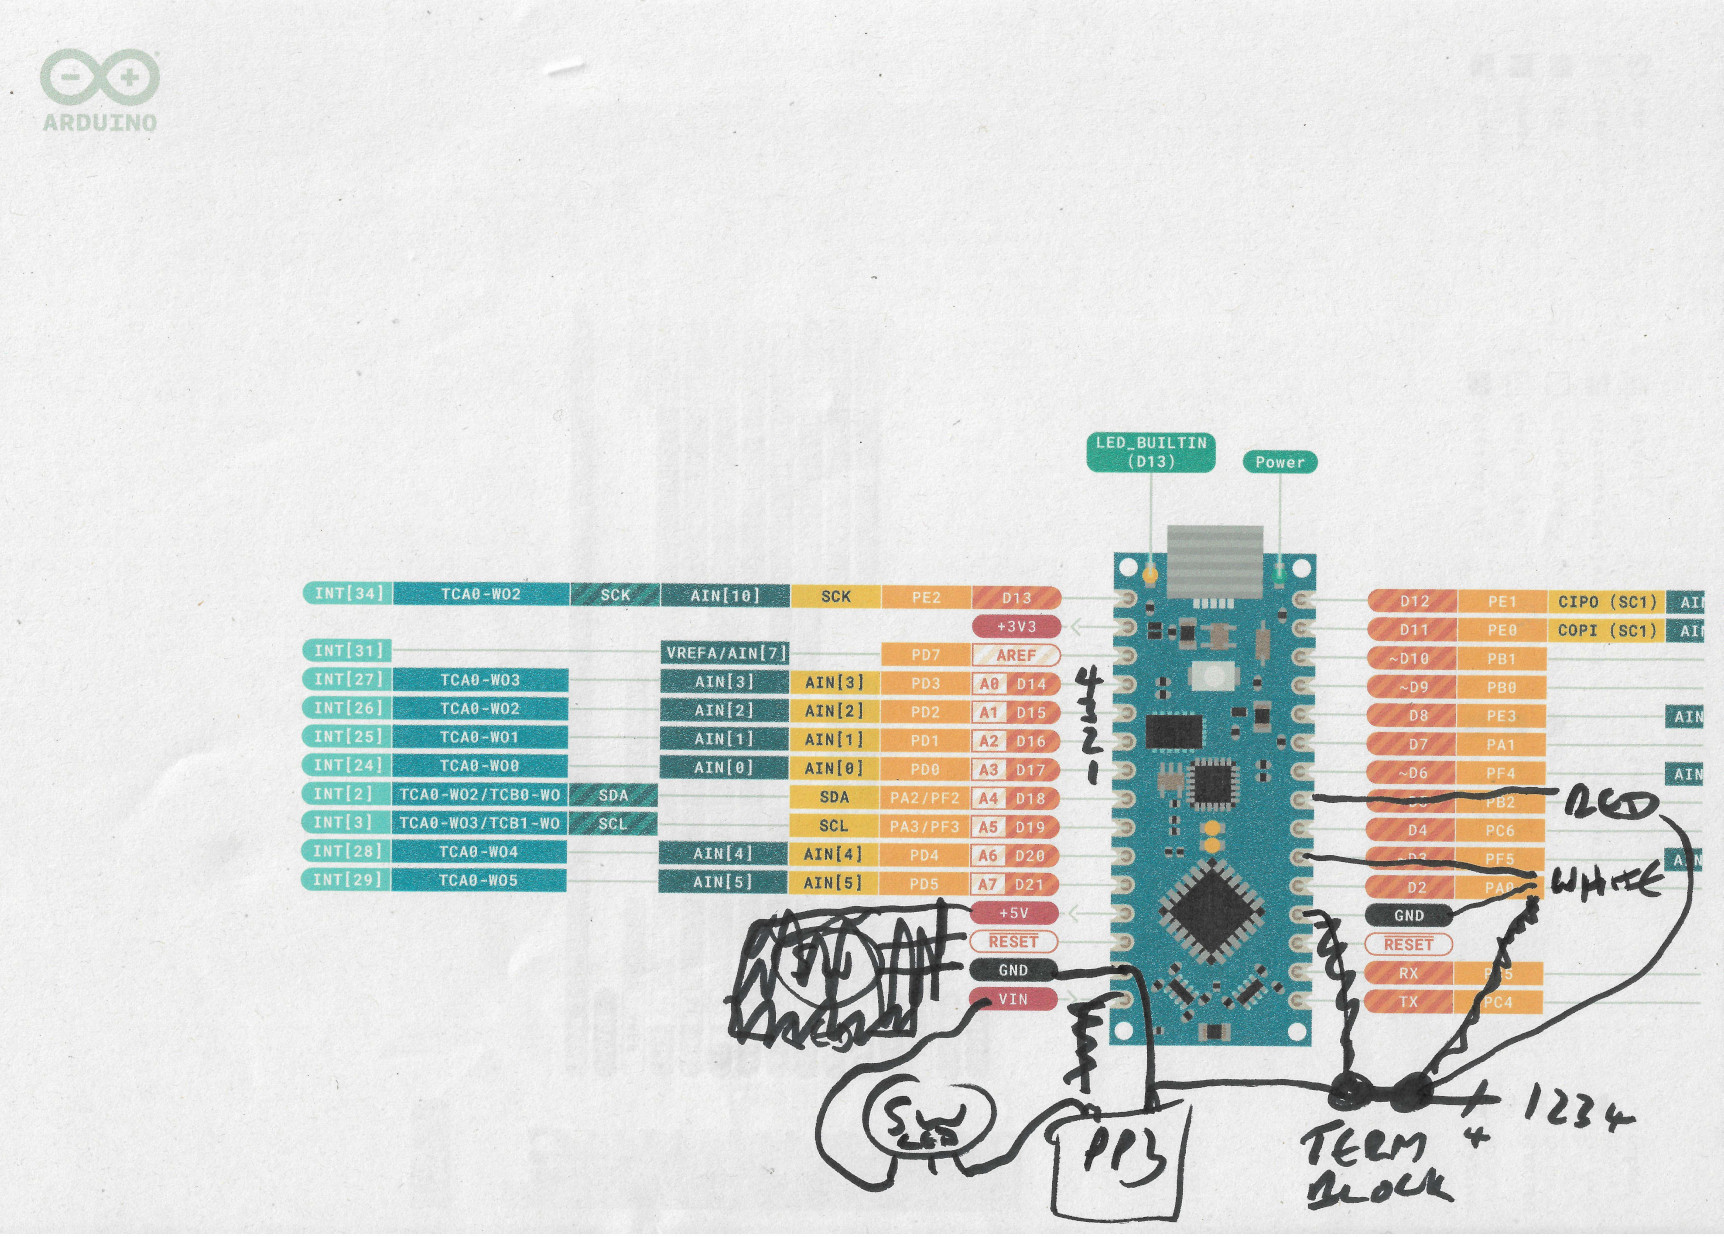 ARDUINO
LED_BUILTIN
(D13)
Power
INT[34] TCA0-WO2 SCK AIN[10] SCK PE2 D13
+3V3
INT[31] VREFA/AIN[7] PD7 AREF
INT[27] TCA0-WO3 AIN[3] AIN[3] PD3 A0 D14 4
INT[26] TCA0-WO2 AIN[2] AIN[2] PD2 A1 D15 3
INT[25] TCA0-WO1 AIN[1] AIN[1] PD1 A2 D16 2
INT[24] TCA0-WO0 AIN[0] AIN[0] PD0 A3 D17 1
INT[2] TCA0-WO2/TCB0-WO SDA SDA PA2/PF2 A4 D18
INT[3] TCA0-WO3/TCB1-WO SCL SCL PA3/PF3 A5 D19
INT[28] TCA0-WO4 AIN[4] AIN[4] PD4 A6 D20
INT[29] TCA0-WO5 AIN[5] AIN[5] PD5 A7 D21
+5V
RESET
GND
VIN
D12 PE1 CIPO (SC1) AIN
D11 PE0 COPI (SC1) AIN
~D10 PB1
~D9 PB0
D8 PE3 AIN
D7 PA1
~D6 PF4 AIN
PB2 RED
D4 PC6
~D3 PF5 AIN
D2 PA0 WHITE
GND
RESET
RX
TX PC4
SW
LED
PP3
+ 1234
TERM +
BLOCK